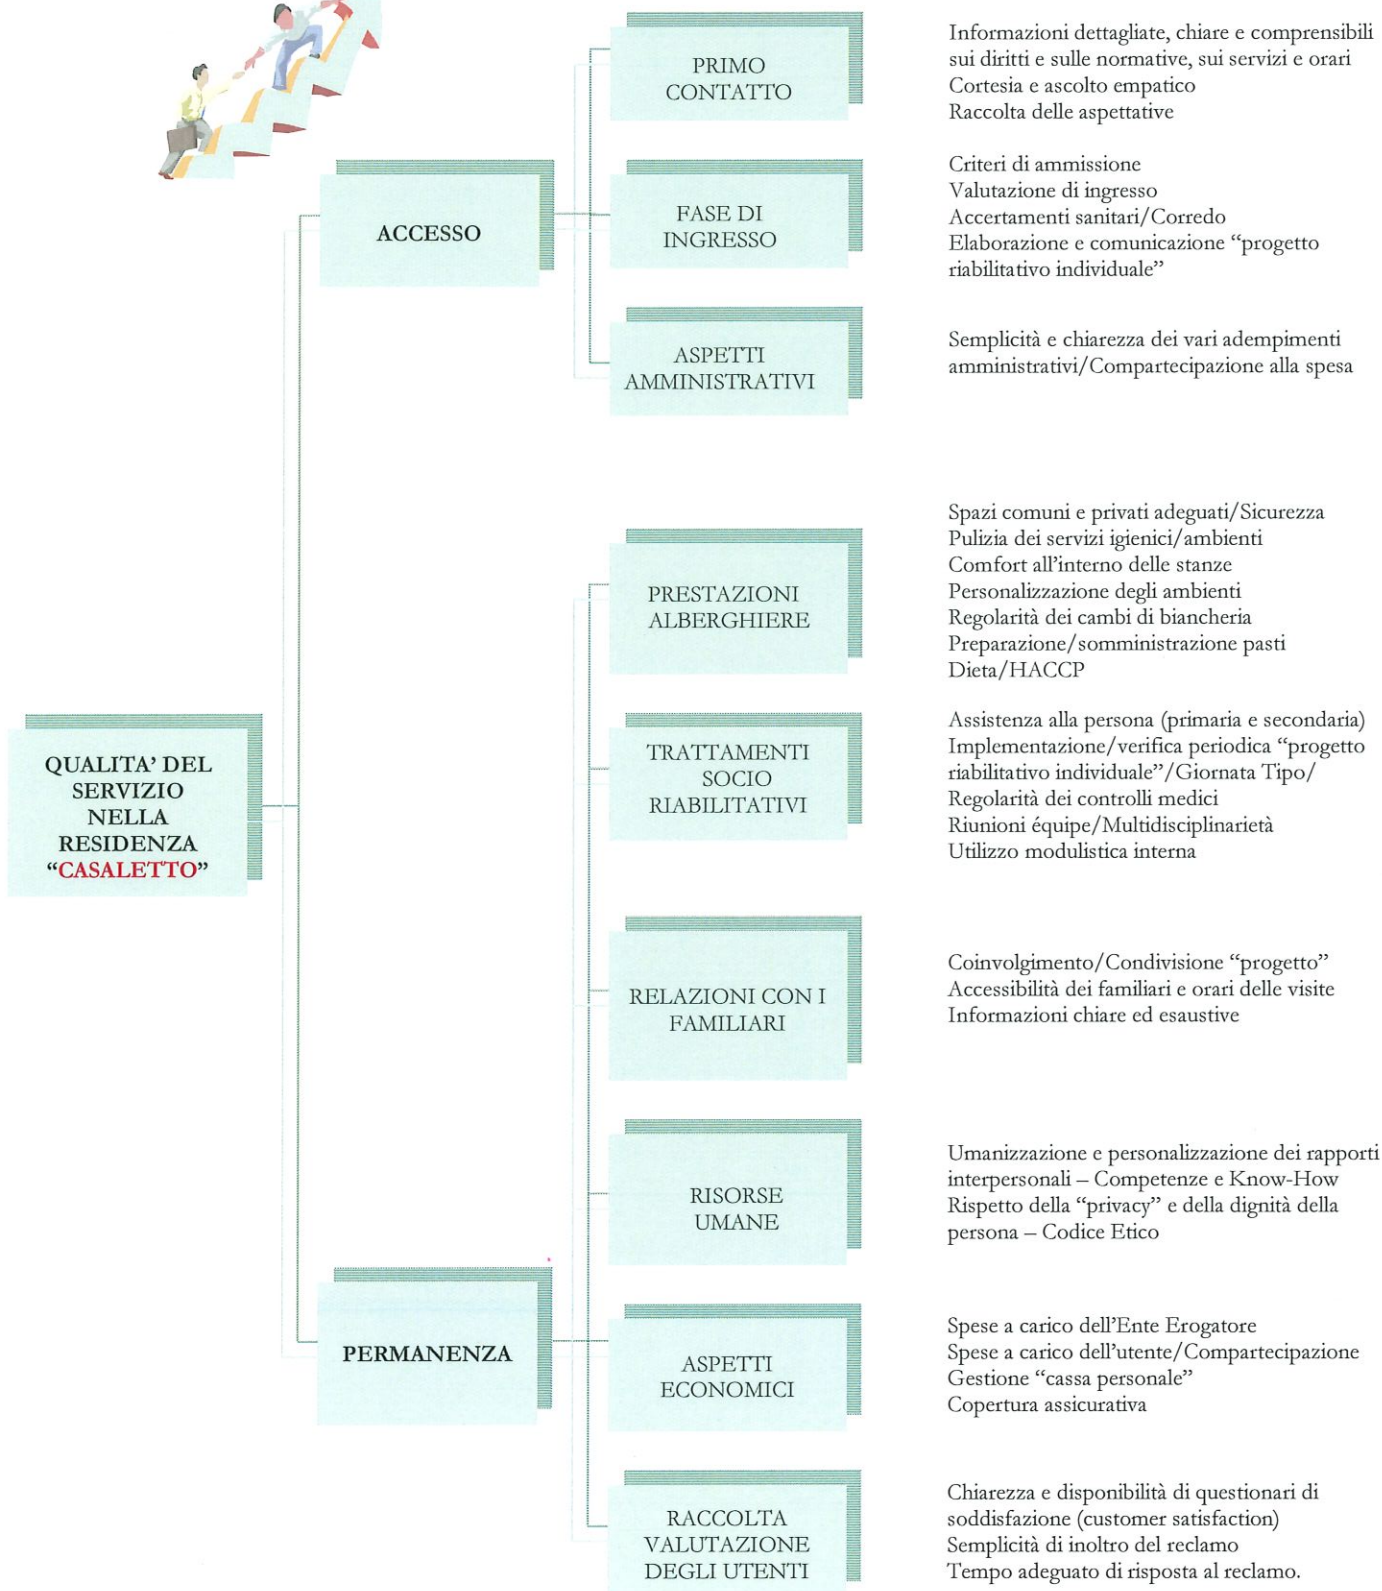 PRIMO
CONTATTO
Informazioni dettagliate, chiare e comprensibili
sui diritti e sulle normative, sui servizi e orari
Cortesia e ascolto empatico
Raccolta delle aspettative
ACCESSO
FASE DI
INGRESSO
Criteri di ammissione
Valutazione di ingresso
Accertamenti sanitari/Corredo
Elaborazione e comunicazione “progetto
riabilitativo individuale”
ASPETTI
AMMINISTRATIVI
Semplicità e chiarezza dei vari adempimenti
amministrativi/Compartecipazione alla spesa
PRESTAZIONI
ALBERGHIERE
Spazi comuni e privati adeguati/Sicurezza
Pulizia dei servizi igienici/ambienti
Comfort all’interno delle stanze
Personalizzazione degli ambienti
Regolarità dei cambi di biancheria
Preparazione/somministrazione pasti
Dieta/HACCP
QUALITA’ DEL
SERVIZIO
NELLA
RESIDENZA
“CASALETTO”
TRATTAMENTI
SOCIO
RIABILITATIVI
Assistenza alla persona (primaria e secondaria)
Implementazione/verifica periodica “progetto
riabilitativo individuale”/Giornata Tipo/
Regolarità dei controlli medici
Riunioni équipe/Multidisciplinarietà
Utilizzo modulistica interna
RELAZIONI CON I
FAMILIARI
Coinvolgimento/Condivisione “progetto”
Accessibilità dei familiari e orari delle visite
Informazioni chiare ed esaustive
RISORSE
UMANE
Umanizzazione e personalizzazione dei rapporti
interpersonali – Competenze e Know-How
Rispetto della “privacy” e della dignità della
persona – Codice Etico
PERMANENZA
ASPETTI
ECONOMICI
Spese a carico dell’Ente Erogatore
Spese a carico dell’utente/Compartecipazione
Gestione “cassa personale”
Copertura assicurativa
RACCOLTA
VALUTAZIONE
DEGLI UTENTI
Chiarezza e disponibilità di questionari di
soddisfazione (customer satisfaction)
Semplicità di inoltro del reclamo
Tempo adeguato di risposta al reclamo.